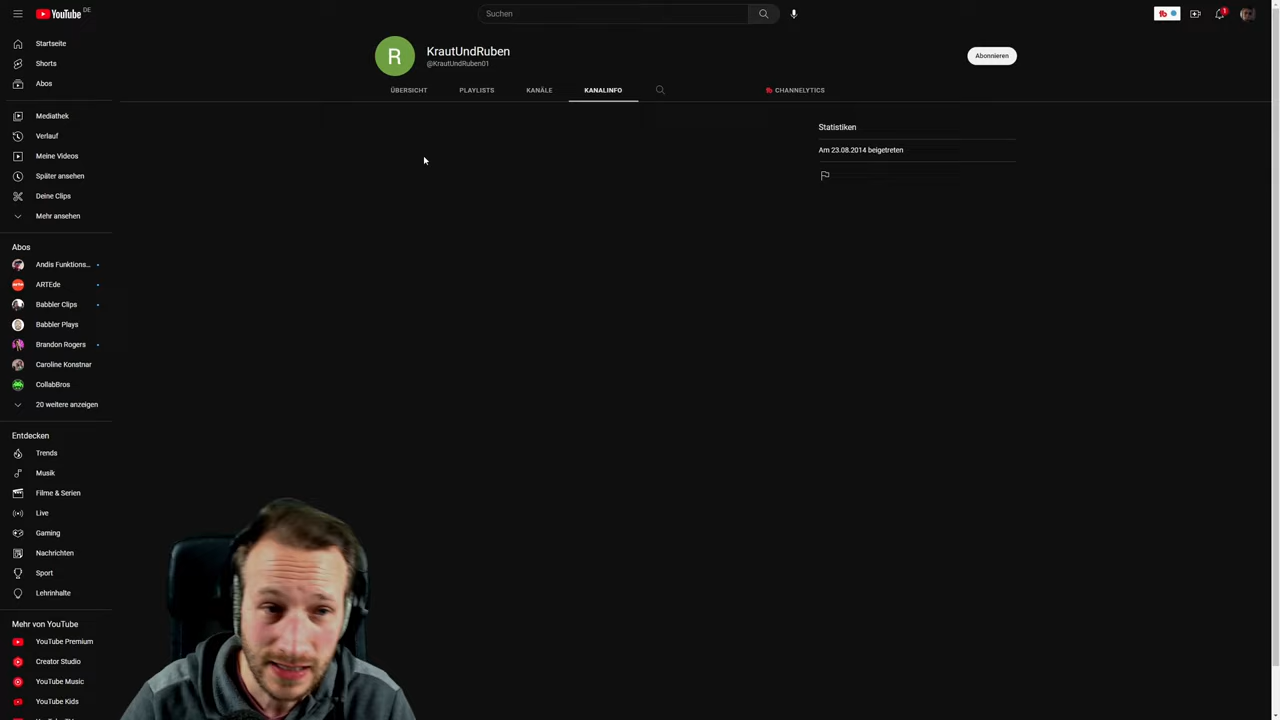 YouTube DE
Suchen
1
Startseite
Shorts
Abos
Mediathek
Verlauf
Meine Videos
Später ansehen
Deine Clips
Mehr ansehen
Abos
Andis Funktions...
ARTEde
Babbler Clips
Babbler Plays
Brandon Rogers
Caroline Konstnar
CollabBros
20 weitere anzeigen
Entdecken
Trends
Musik
Filme & Serien
Live
Gaming
Nachrichten
Sport
Lehrinhalte
Mehr von YouTube
YouTube Premium
Creator Studio
YouTube Music
YouTube Kids
R
KrautUndRuben
@KrautUndRuben01
Abonnieren
ÜBERSICHT PLAYLISTS KANÄLE KANALINFO CHANNELYTICS
Statistiken
Am 23.08.2014 beigetreten